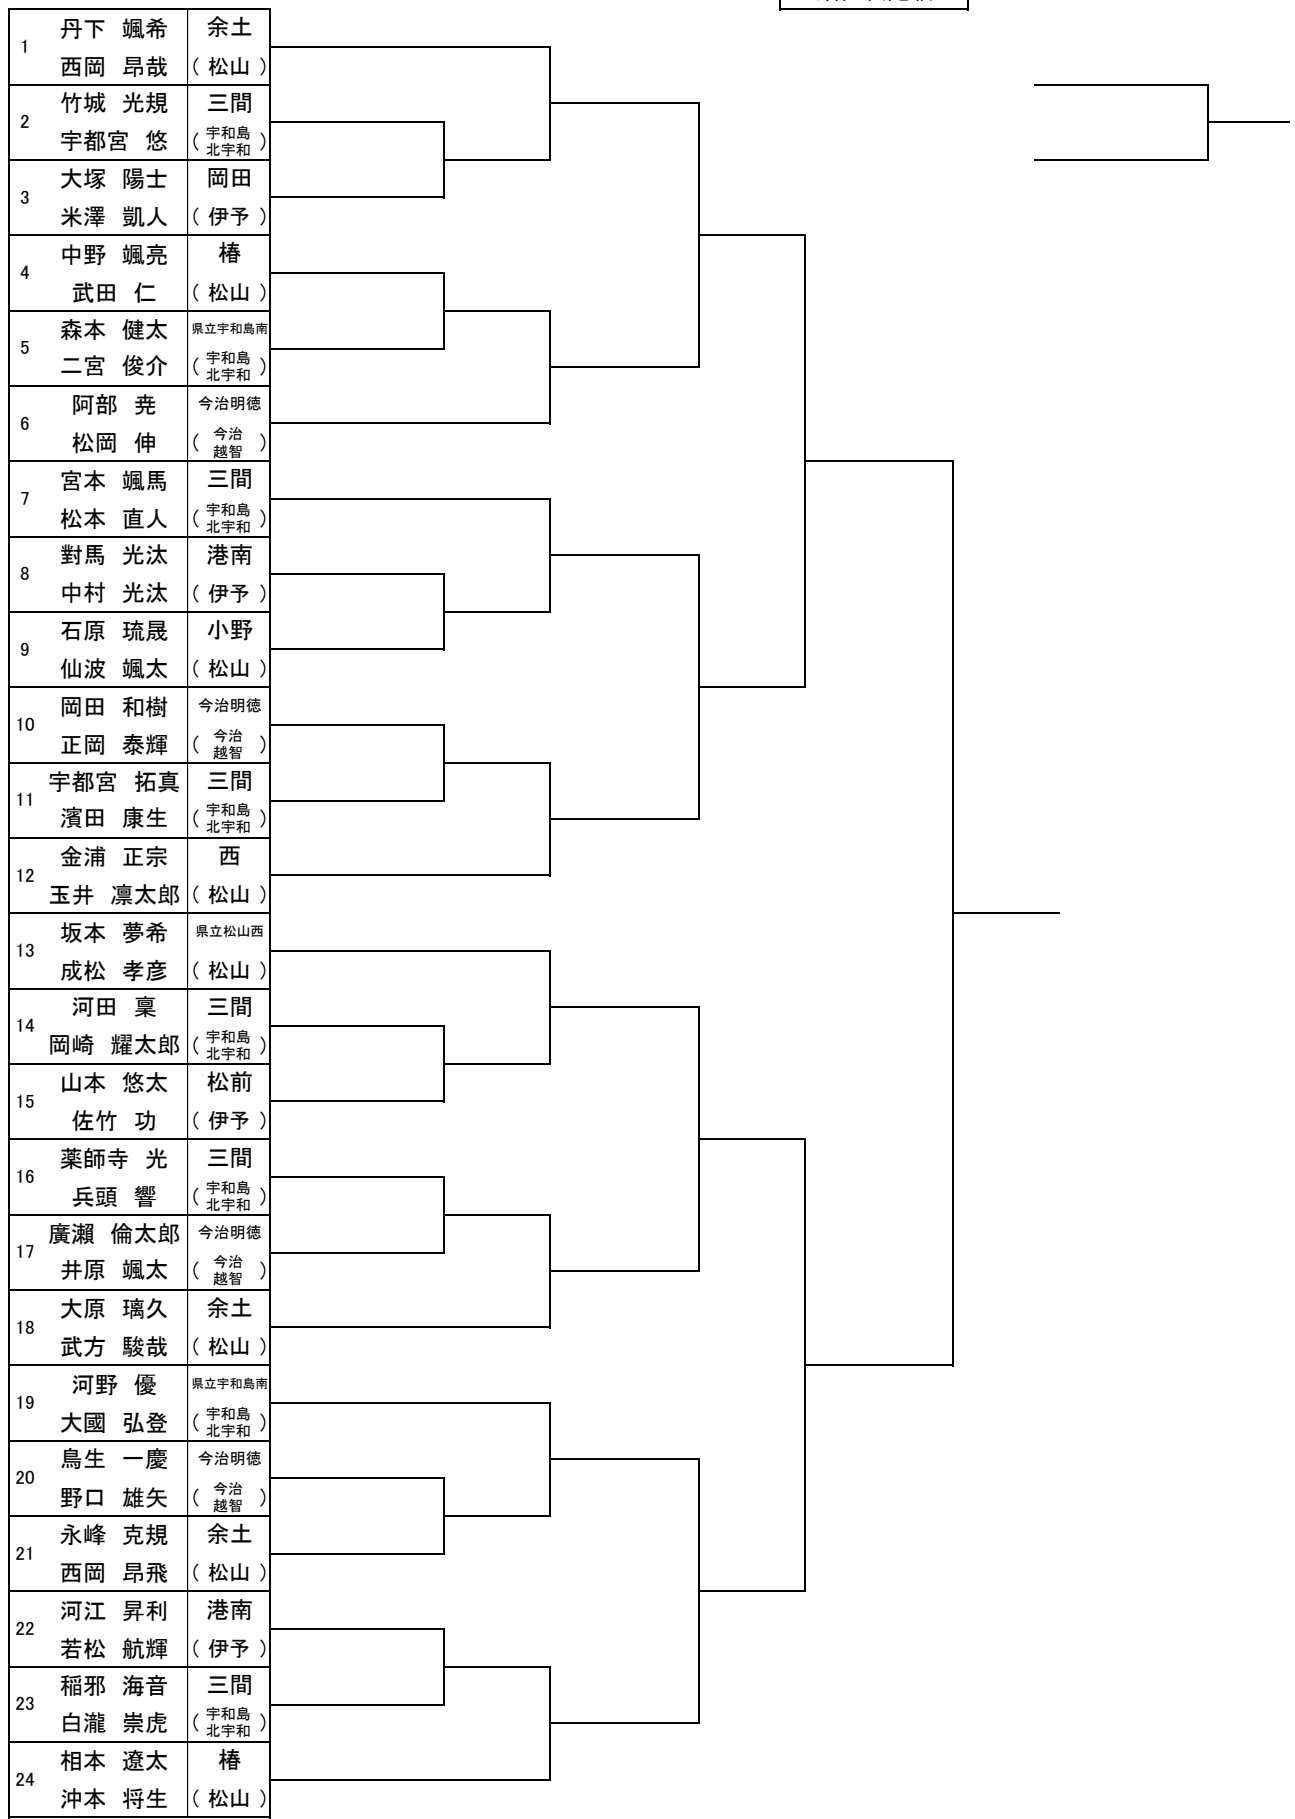 1 丹下 颯希 余土
西岡 昂哉 （ 松山 ）
2 竹城 光規 三間
宇都宮 悠 （ 宇和島 北宇和 ）
3 大塚 陽士 岡田
米澤 凱人 （ 伊予 ）
4 中野 颯亮 椿
武田 仁 （ 松山 ）
5 森本 健太 県立宇和島南
二宮 俊介 （ 宇和島 北宇和 ）
6 阿部 尭 今治明徳
松岡 伸 （ 今治 越智 ）
7 宮本 颯馬 三間
松本 直人 （ 宇和島 北宇和 ）
8 對馬 光汰 港南
中村 光汰 （ 伊予 ）
9 石原 琉晟 小野
仙波 颯太 （ 松山 ）
10 岡田 和樹 今治明徳
正岡 泰輝 （ 今治 越智 ）
11 宇都宮 拓真 三間
濱田 康生 （ 宇和島 北宇和 ）
12 金浦 正宗 西
玉井 凛太郎 （ 松山 ）
13 坂本 夢希 県立松山西
成松 孝彦 （ 松山 ）
14 河田 稟 三間
岡崎 耀太郎 （ 宇和島 北宇和 ）
15 山本 悠太 松前
佐竹 功 （ 伊予 ）
16 薬師寺 光 三間
兵頭 響 （ 宇和島 北宇和 ）
17 廣瀬 倫太郎 今治明徳
井原 颯太 （ 今治 越智 ）
18 大原 璃久 余土
武方 駿哉 （ 松山 ）
19 河野 優 県立宇和島南
大國 弘登 （ 宇和島 北宇和 ）
20 鳥生 一慶 今治明徳
野口 雄矢 （ 今治 越智 ）
21 永峰 克規 余土
西岡 昂飛 （ 松山 ）
22 河江 昇利 港南
若松 航輝 （ 伊予 ）
23 稲邪 海音 三間
白瀧 崇虎 （ 宇和島 北宇和 ）
24 相本 遼太 椿
沖本 将生 （ 松山 ）